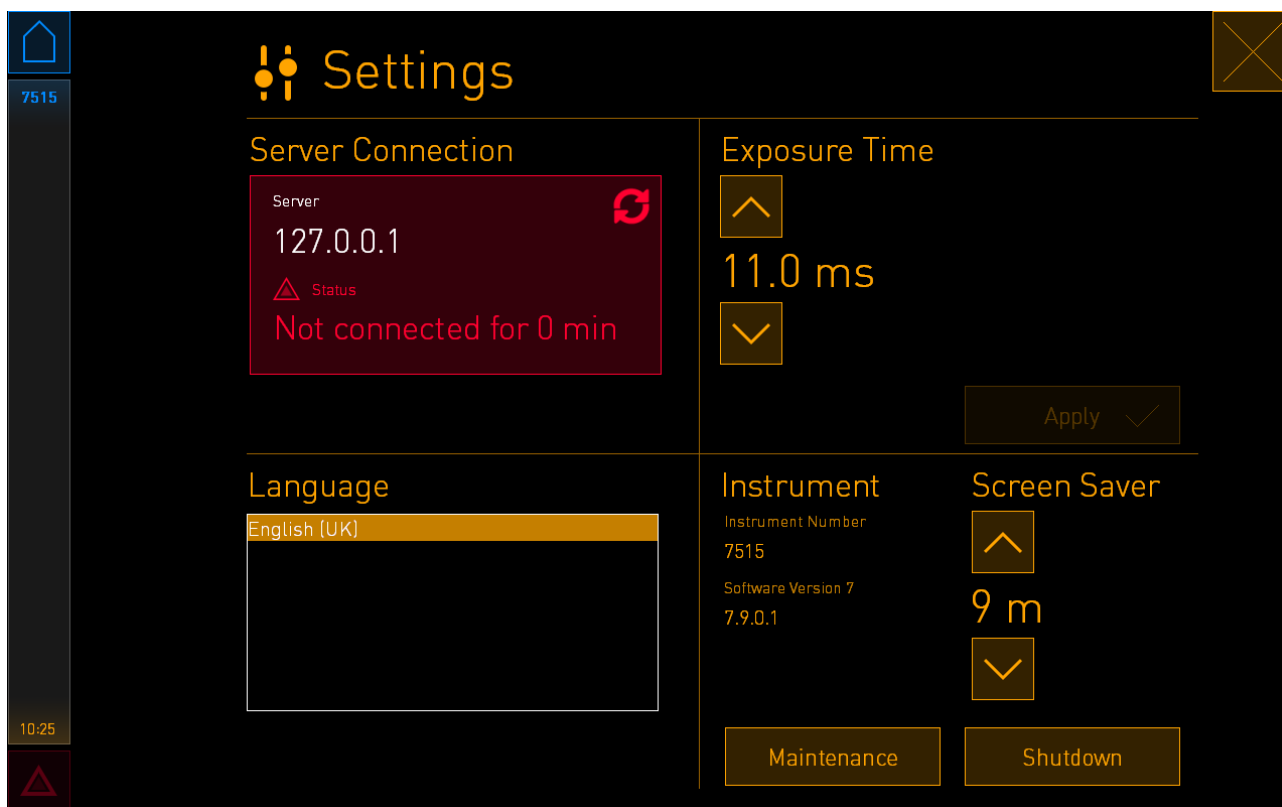 7515
Settings
Server Connection
Server
127.0.0.1
Status
Not connected for 0 min
Exposure Time
11.0 ms
Apply
Language
English (UK)
Instrument
Instrument Number
7515
Software Version 7
7.9.0.1
Screen Saver
9 m
Maintenance
Shutdown
10:25